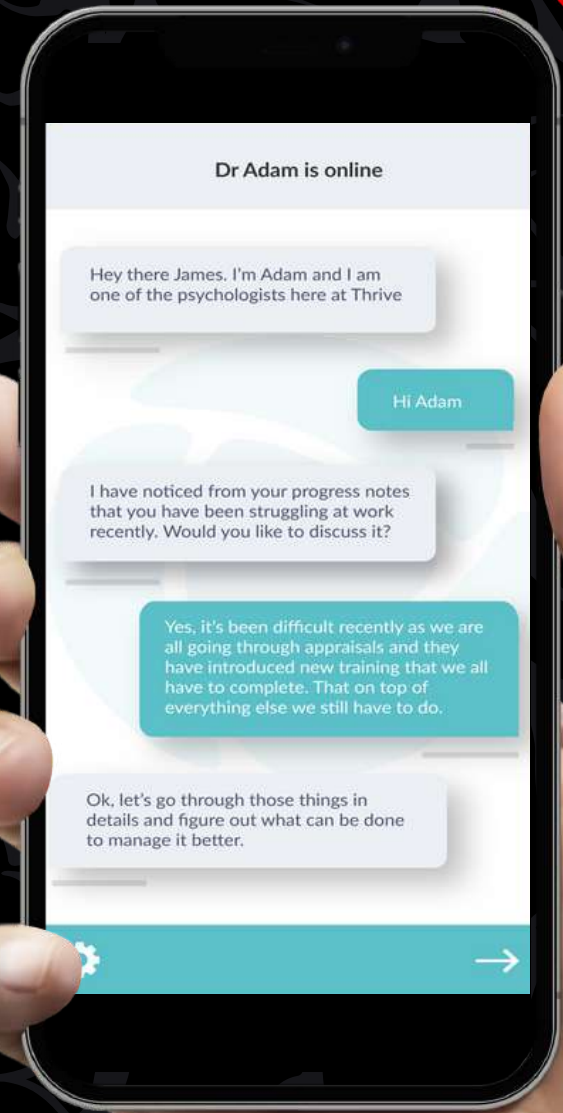 Dr Adam is online
Hey there James. I'm Adam and I am
one of the psychologists here at Thrive
Hi Adam
I have noticed from your progress notes
that you have been struggling at work
recently. Would you like to discuss it?
Yes, it's been difficult recently as we are
all going through appraisals and they
have introduced new training that we all
have to complete. That on top of
everything else we still have to do.
Ok, let's go through those things in
details and figure out what can be done
to manage it better.